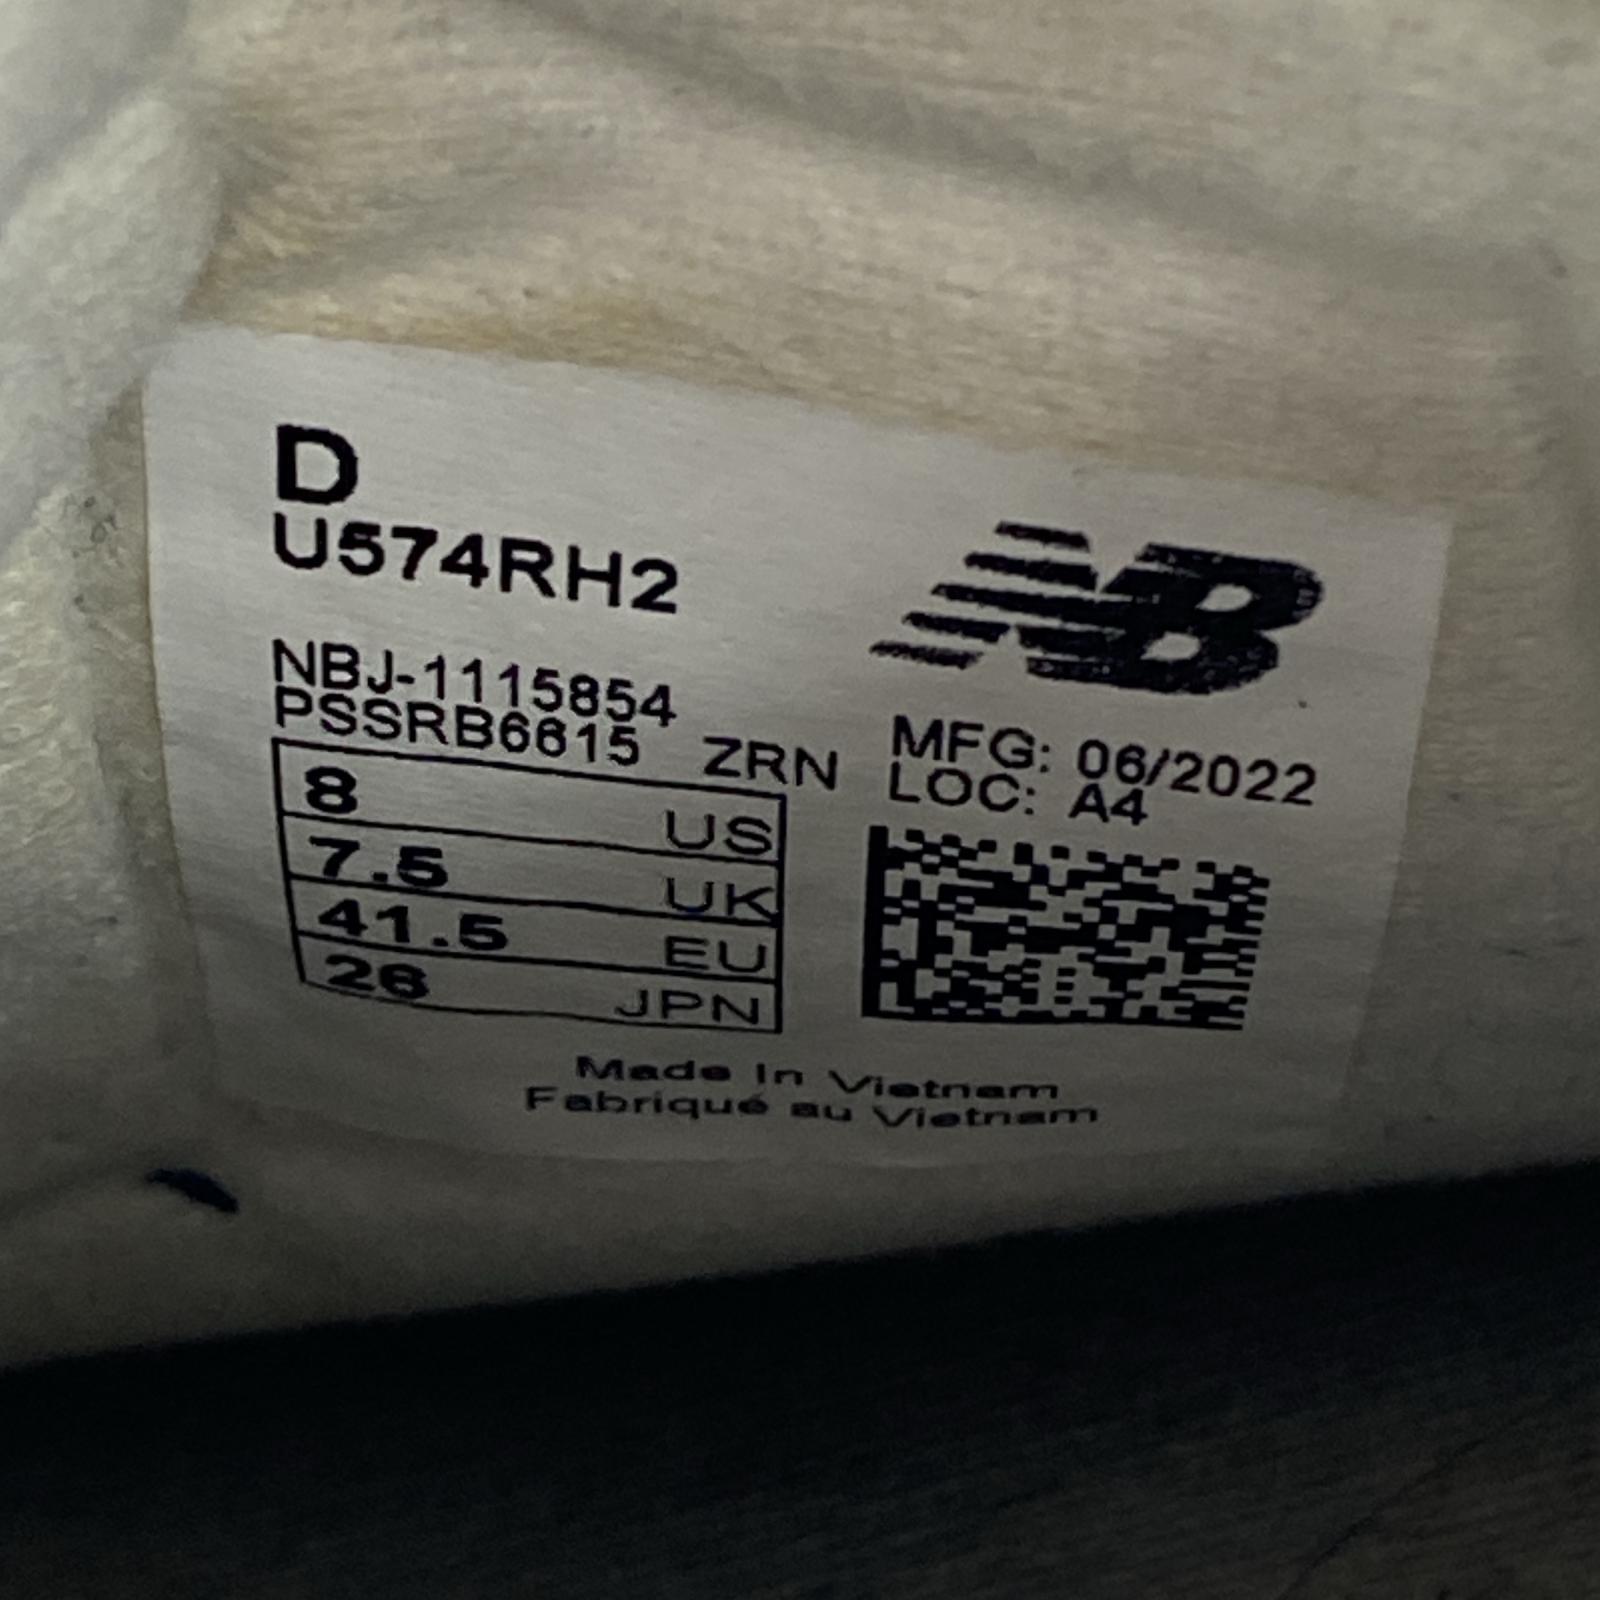 D
U574RH2
NB
NBJ-1115854
PSSRB6615 ZRN
MFG: 06/2022
LOC: A4
8 US
7.5 UK
41.5 EU
26 JPN
Made In Vietnam
Fabriqué au Vietnam